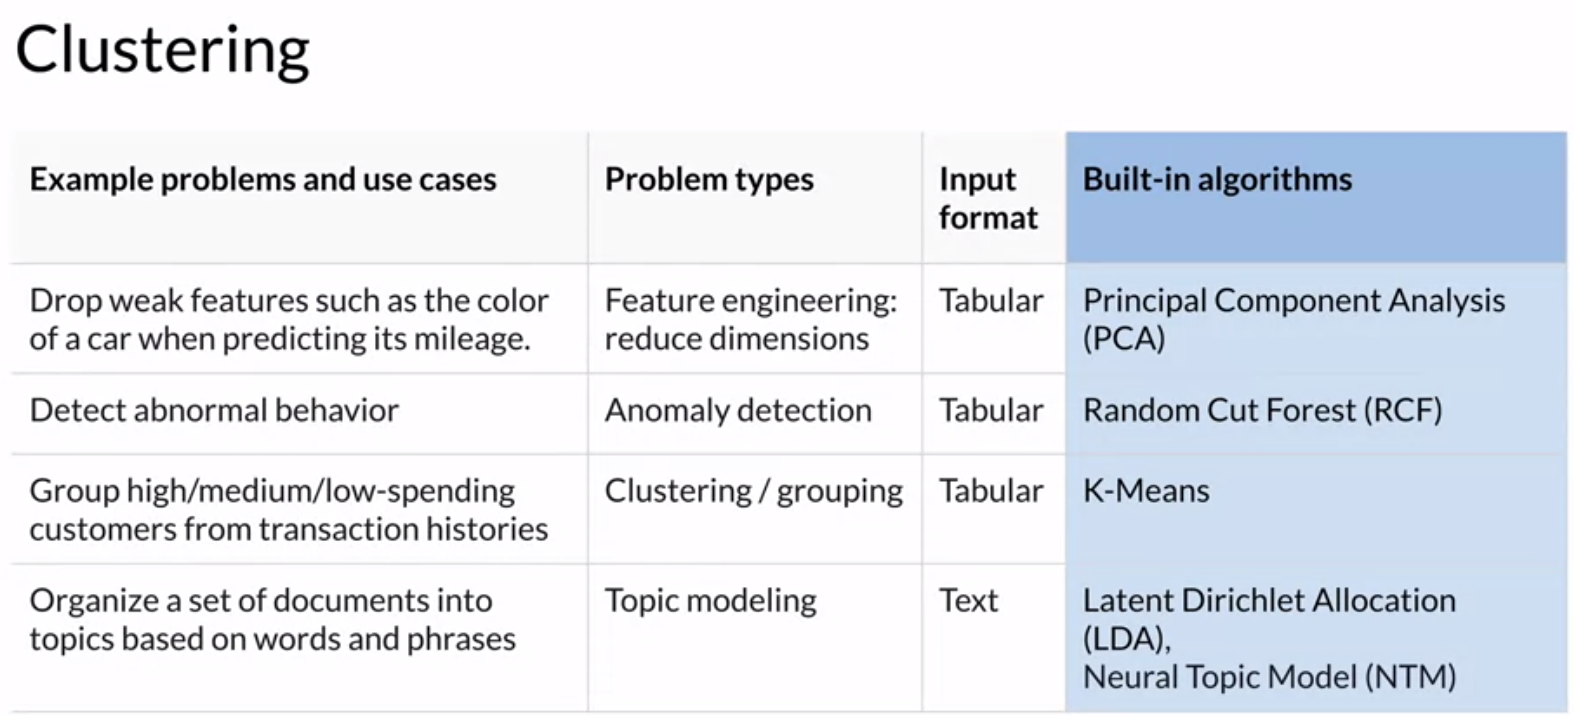 Clustering
Example problems and use cases
Problem types
Input
format
Built-in algorithms
Drop weak features such as the color
of a car when predicting its mileage.
Feature engineering:
reduce dimensions
Tabular
Principal Component Analysis
(PCA)
Detect abnormal behavior
Anomaly detection
Tabular
Random Cut Forest (RCF)
Group high/medium/low-spending
customers from transaction histories
Clustering / grouping
Tabular
K-Means
Organize a set of documents into
topics based on words and phrases
Topic modeling
Text
Latent Dirichlet Allocation
(LDA),
Neural Topic Model (NTM)